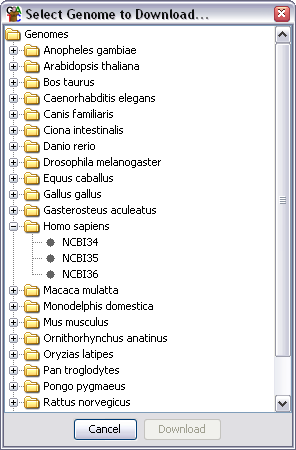 Select Genome to Download...
Genomes
Anopheles gambiae
Arabidopsis thaliana
Bos taurus
Caenorhabditis elegans
Canis familiaris
Ciona intestinalis
Danio rerio
Drosophila melanogaster
Equus caballus
Gallus gallus
Gasterosteus aculeatus
Homo sapiens
NCBI34
NCBI35
NCBI36
Macaca mulatta
Monodelphis domestica
Mus musculus
Ornithorhynchus anatinus
Oryzias latipes
Pan troglodytes
Pongo pygmaeus
Rattus norvegicus
Cancel Download